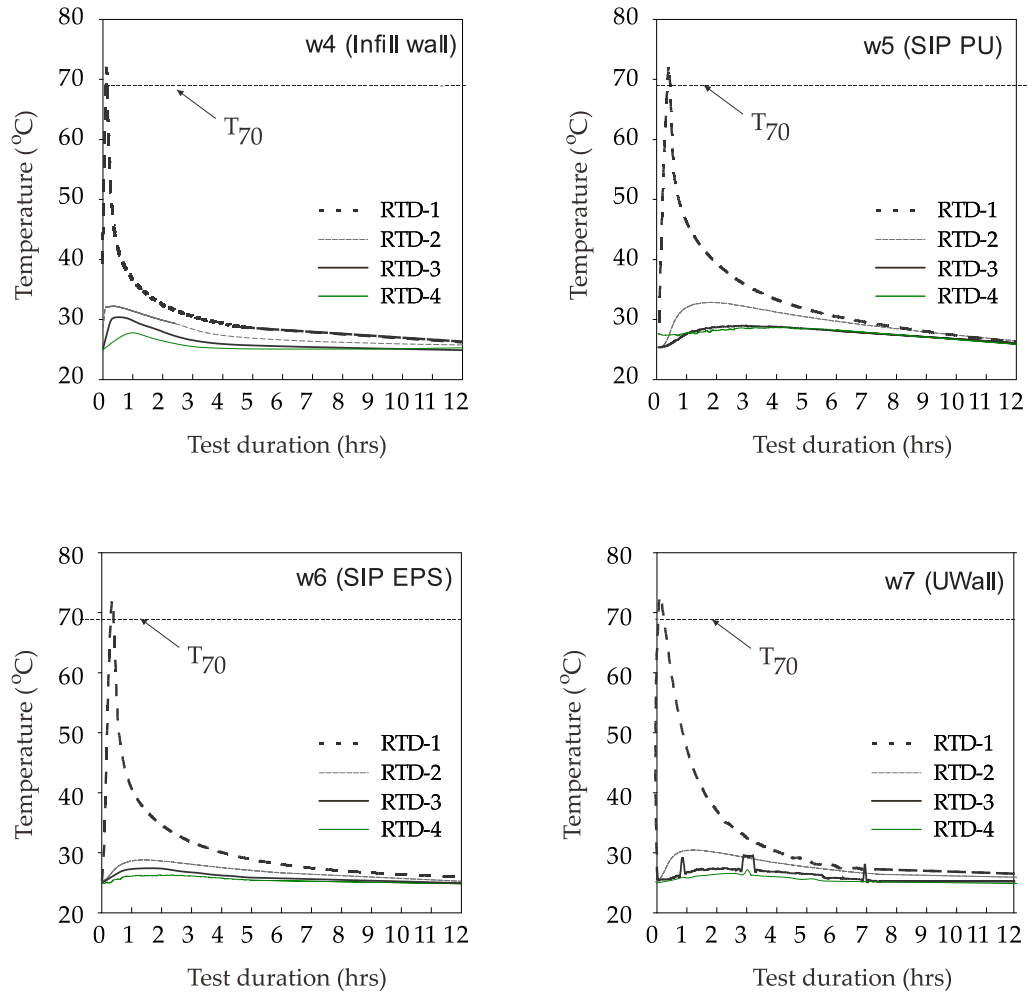 80
70
60
50
40
30
20
Temperature (°C)
w4 (Infill wall)
T70
RTD-1
RTD-2
RTD-3
RTD-4
0 1 2 3 4 5 6 7 8 9 10 11 12
Test duration (hrs)
80
70
60
50
40
30
20
Temperature (°C)
w5 (SIP PU)
T70
RTD-1
RTD-2
RTD-3
RTD-4
0 1 2 3 4 5 6 7 8 9 10 11 12
Test duration (hrs)
80
70
60
50
40
30
20
Temperature (°C)
w6 (SIP EPS)
T70
RTD-1
RTD-2
RTD-3
RTD-4
0 1 2 3 4 5 6 7 8 9 10 11 12
Test duration (hrs)
80
70
60
50
40
30
20
Temperature (°C)
w7 (UWall)
T70
RTD-1
RTD-2
RTD-3
RTD-4
0 1 2 3 4 5 6 7 8 9 10 11 12
Test duration (hrs)